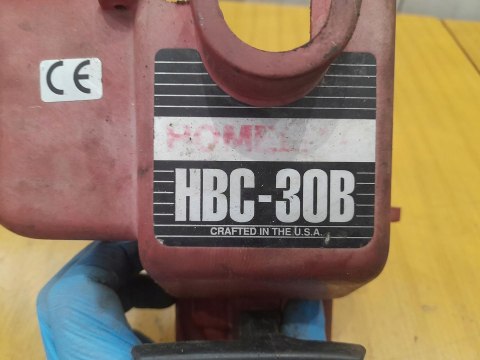 CE
HBC-30B
CRAFTED IN THE U.S.A.